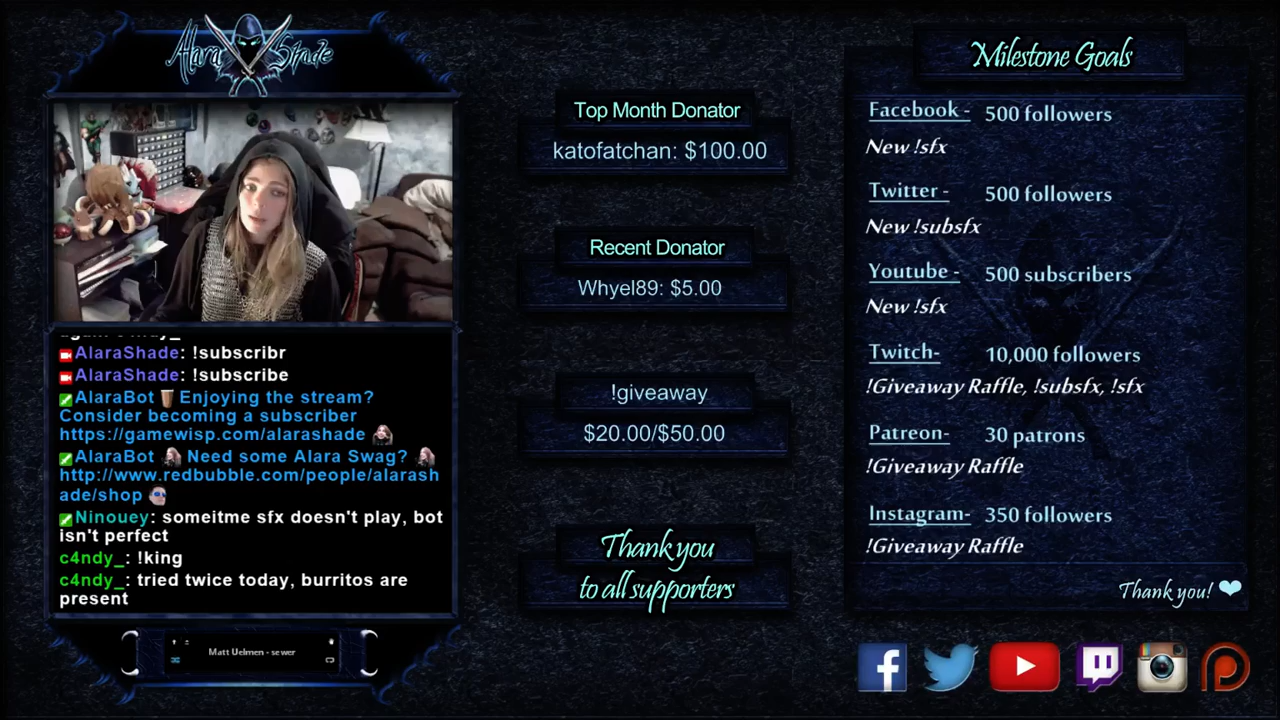 Alara Shade
AlaraShade: !subscribr
AlaraShade: !subscribe
AlaraBot Enjoying the stream?
Consider becoming a subscriber
https://gamewisp.com/alarashade
AlaraBot Need some Alara Swag?
http://www.redbubble.com/people/alarash
ade/shop
Ninouey: someitme sfx doesn't play, bot
isn't perfect
c4ndy_: !king
c4ndy_: tried twice today, burritos are
present
Matt Uelmen - sewer
Top Month Donator
katofatchan: $100.00
Recent Donator
Whyel89: $5.00
!giveaway
$20.00/$50.00
Thank you
to all supporters
Milestone Goals
Facebook - 500 followers
New !sfx
Twitter - 500 followers
New !subsfx
Youtube - 500 subscribers
New !sfx
Twitch- 10,000 followers
!Giveaway Raffle, !subsfx, !sfx
Patreon- 30 patrons
!Giveaway Raffle
Instagram- 350 followers
!Giveaway Raffle
Thank you!